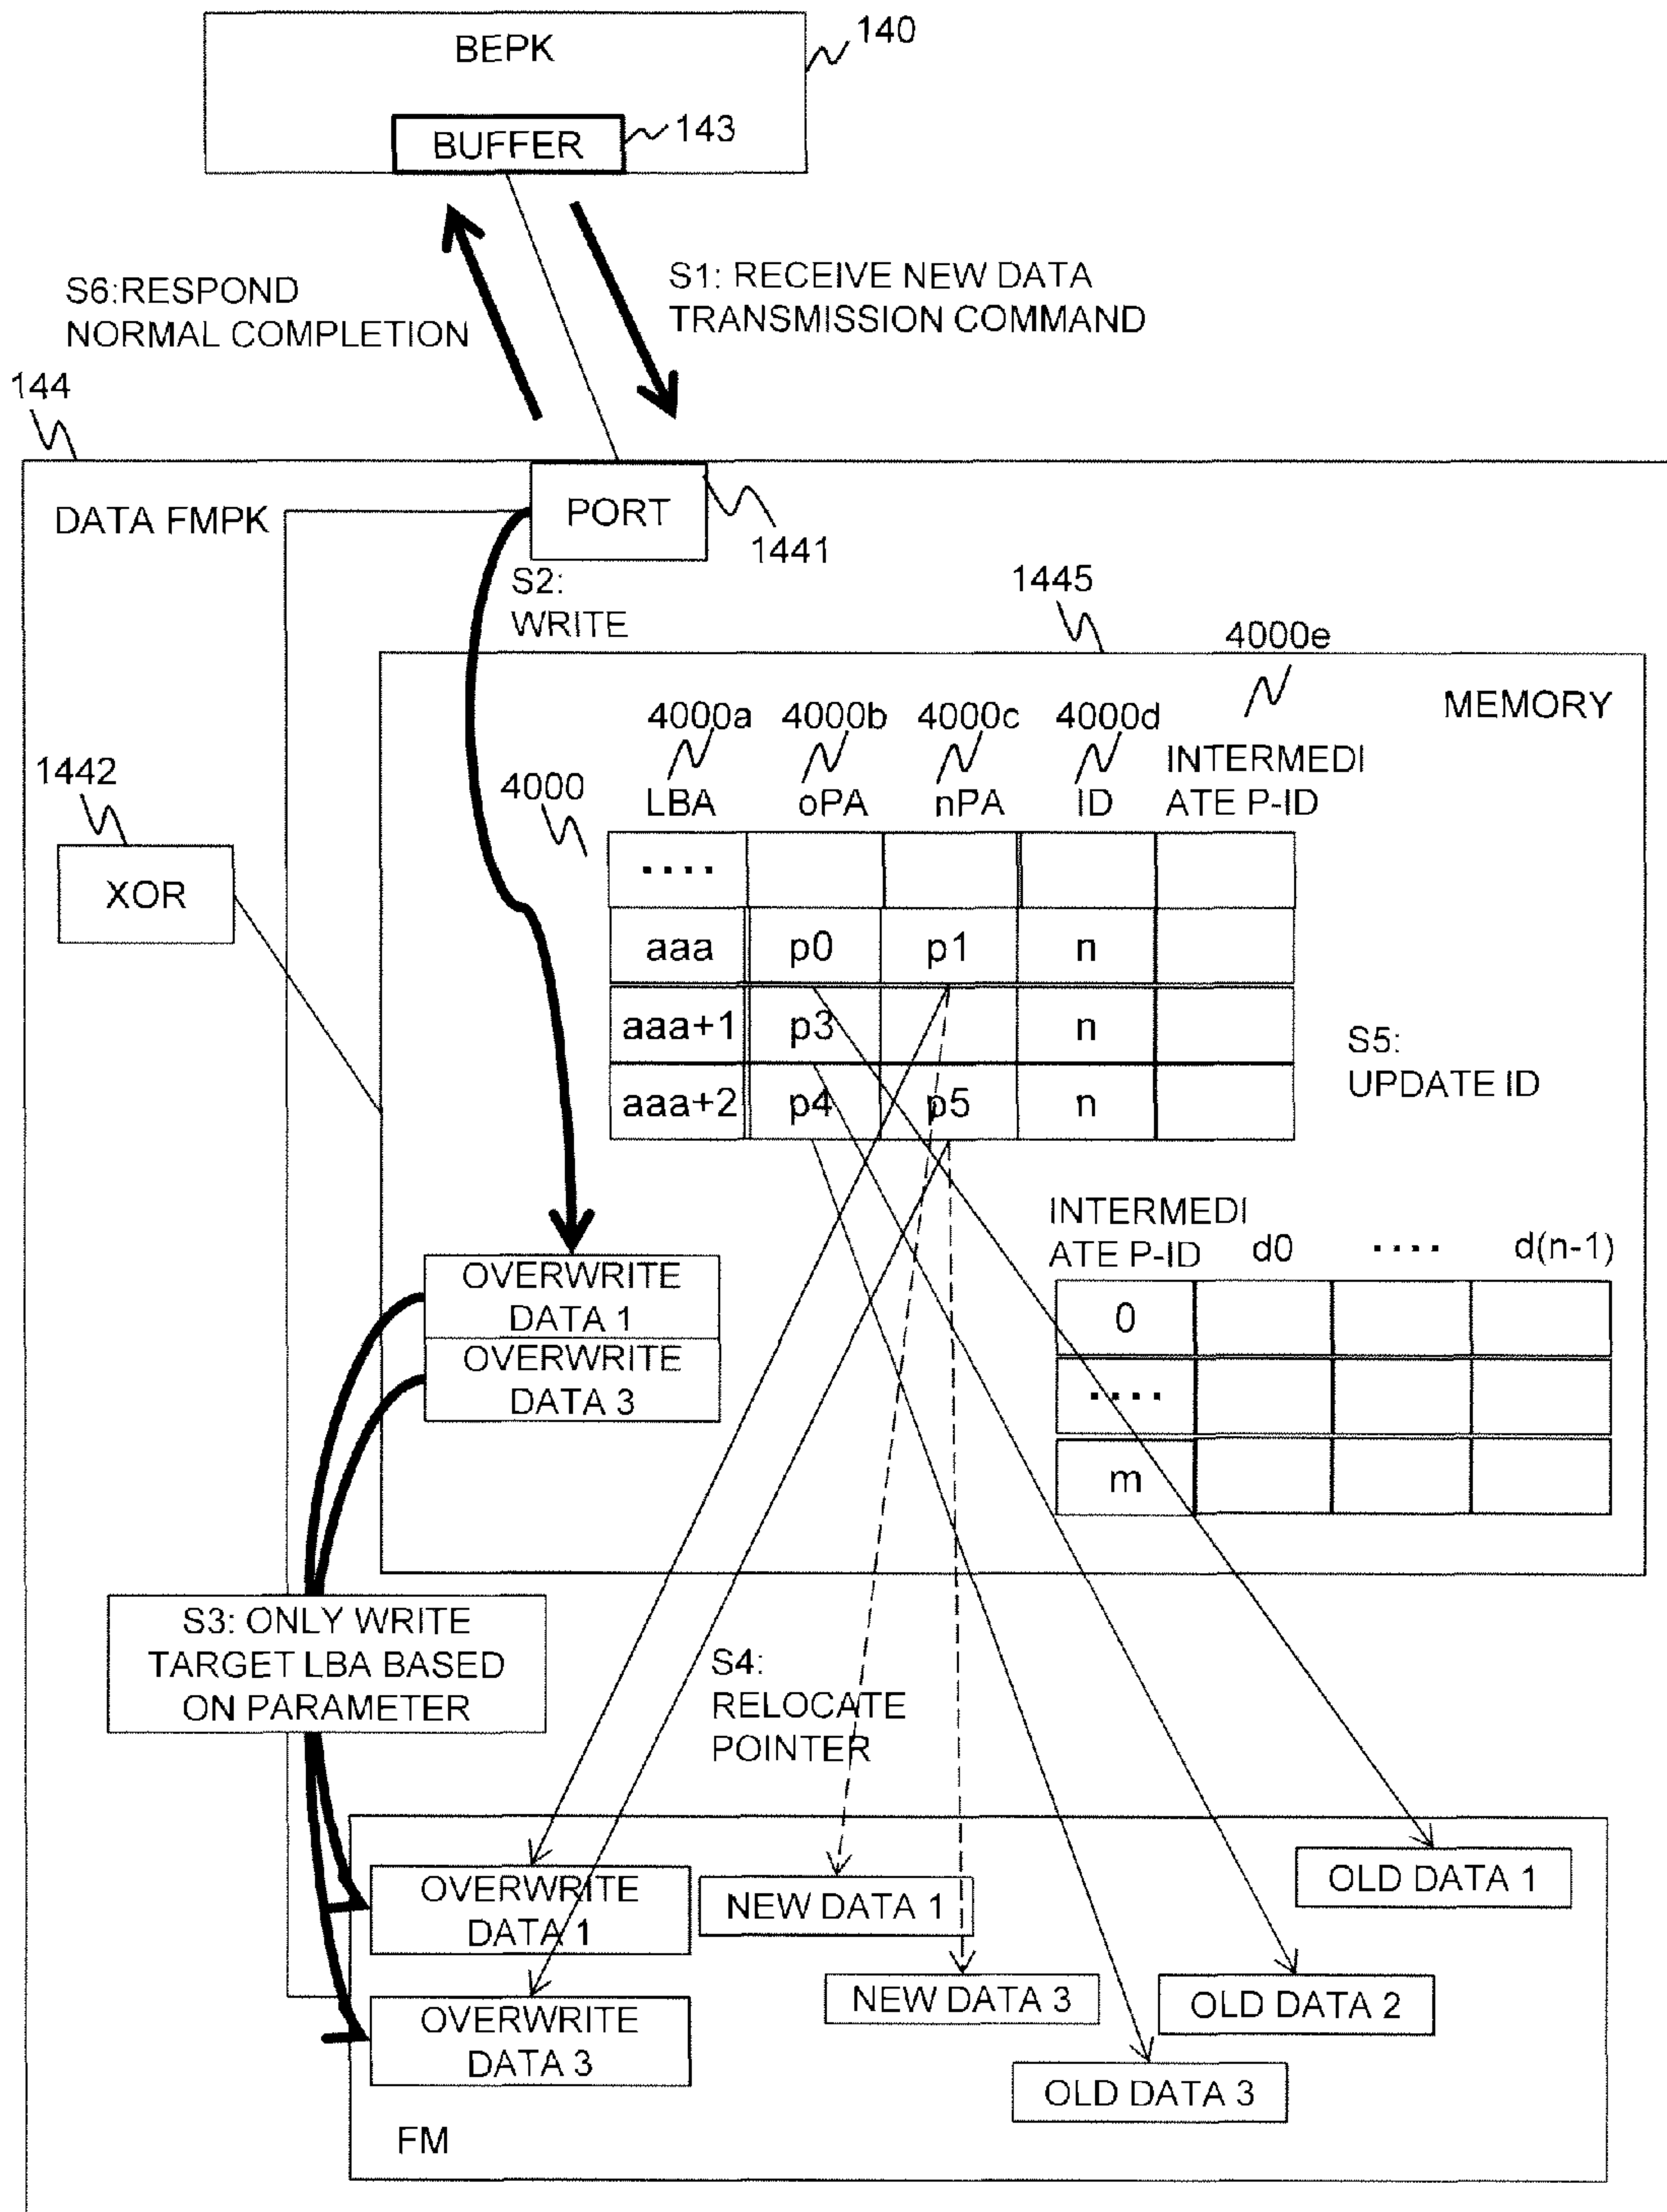 BEPK
140
BUFFER
143
S6:RESPOND
NORMAL COMPLETION
S1: RECEIVE NEW DATA
TRANSMISSION COMMAND
144
DATA FMPK
PORT
1441
S2:
WRITE
1445
4000e
MEMORY
4000a 4000b 4000c 4000d
INTERMEDI
ATE P-ID
1442
4000
LBA oPA nPA ID
....
XOR
aaa p0 p1 n
aaa+1 p3 n
aaa+2 p4 p5 n
S5:
UPDATE ID
INTERMEDI
ATE P-ID d0 .... d(n-1)
0
....
m
OVERWRITE
DATA 1
OVERWRITE
DATA 3
S3: ONLY WRITE
TARGET LBA BASED
ON PARAMETER
S4:
RELOCATE
POINTER
OVERWRITE
DATA 1
NEW DATA 1
OLD DATA 1
OVERWRITE
DATA 3
NEW DATA 3
OLD DATA 2
OLD DATA 3
FM